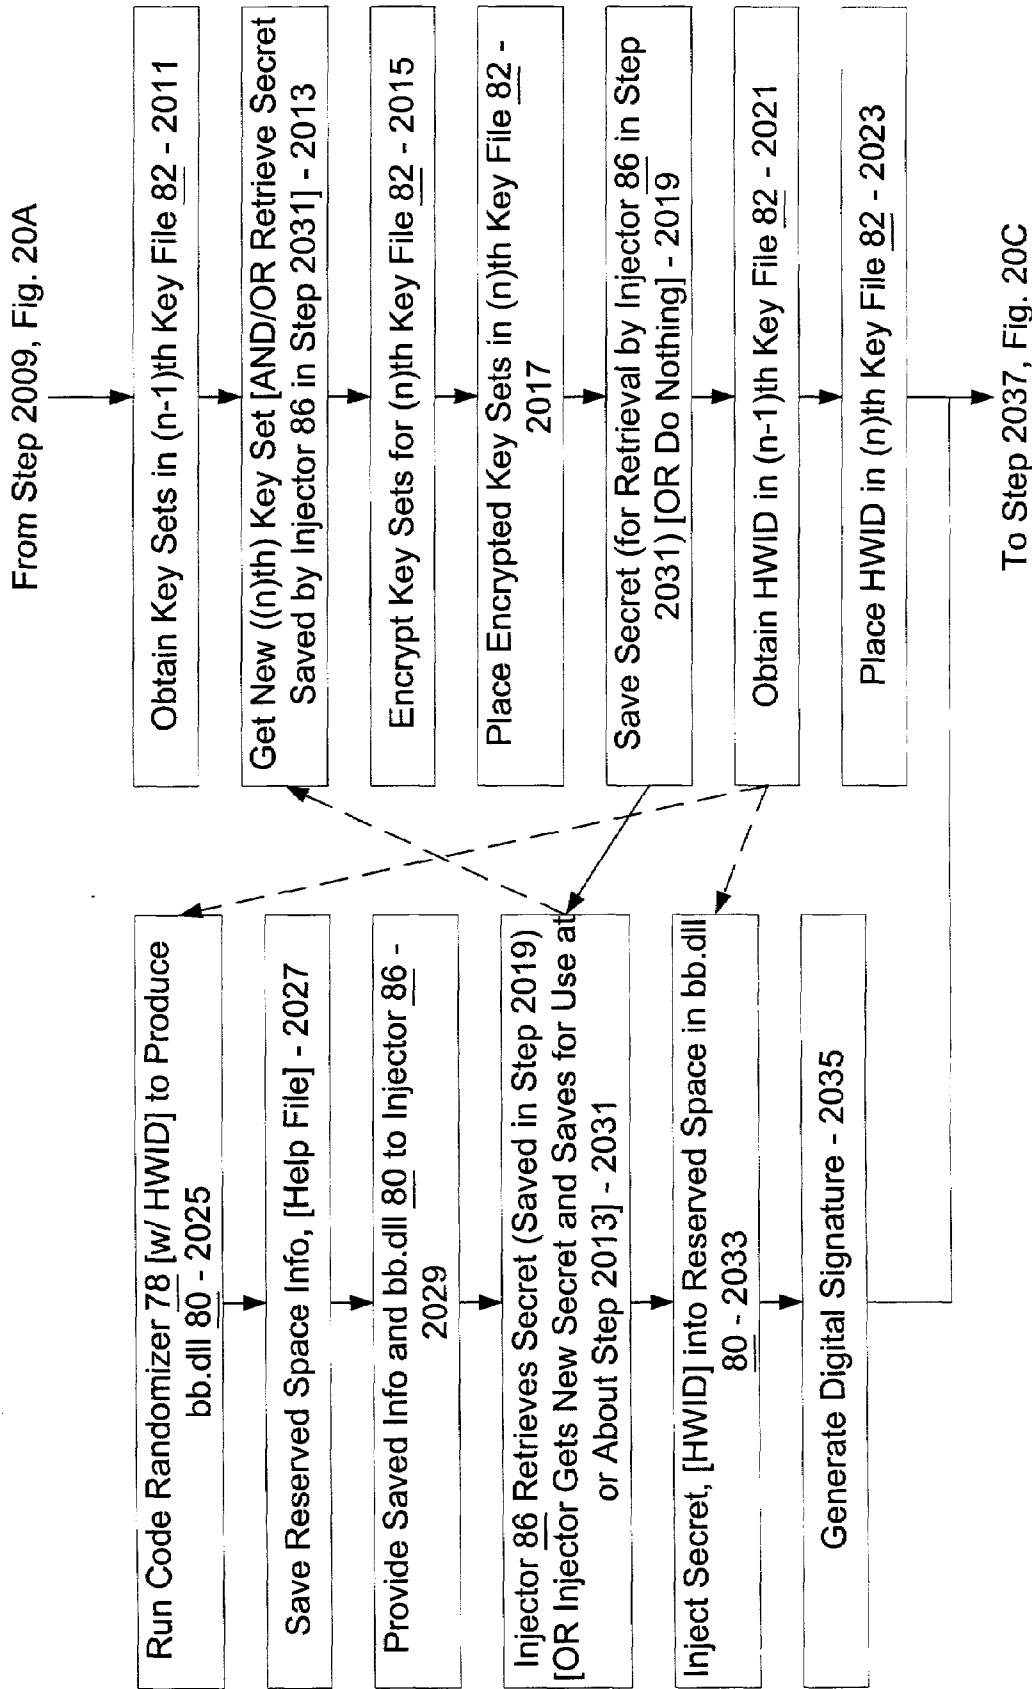 From Step 2009, Fig. 20A
Obtain Key Sets in (n-1)th Key File 82 - 2011
Get New ((n)th) Key Set [AND/OR Retrieve Secret
Saved by Injector 86 in Step 2031] - 2013
Encrypt Key Sets for (n)th Key File 82 - 2015
Place Encrypted Key Sets in (n)th Key File 82 -
2017
Save Secret (for Retrieval by Injector 86 in Step
2031) [OR Do Nothing] - 2019
Obtain HWID in (n-1)th Key File 82 - 2021
Place HWID in (n)th Key File 82 - 2023
Run Code Randomizer 78 [w/ HWID] to Produce
bb.dll 80 - 2025
Save Reserved Space Info, [Help File] - 2027
Provide Saved Info and bb.dll 80 to Injector 86 -
2029
Injector 86 Retrieves Secret (Saved in Step 2019)
[OR Injector Gets New Secret and Saves for Use at
or About Step 2013] - 2031
Inject Secret, [HWID] into Reserved Space in bb.dll
80 - 2033
Generate Digital Signature - 2035
To Step 2037, Fig. 20C